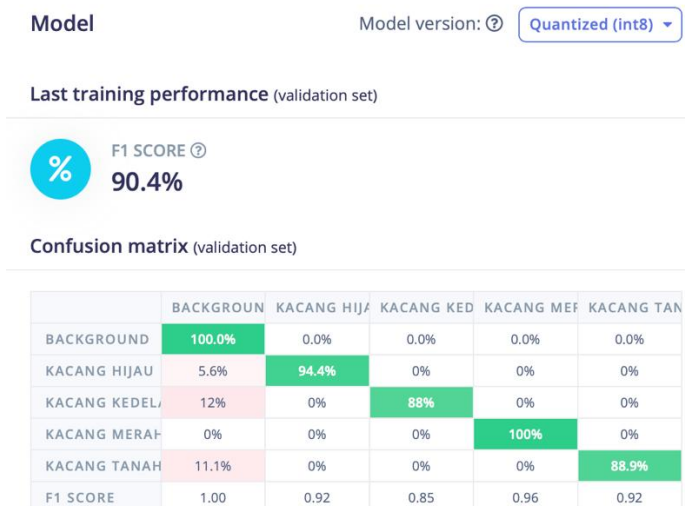 Model
Model version: Quantized (int8)
Last training performance (validation set)
%
F1 SCORE
90.4%
Confusion matrix (validation set)
BACKGROUN KACANG HIJA KACANG KED KACANG MER KACANG TAN
BACKGROUND 100.0% 0.0% 0.0% 0.0% 0.0%
KACANG HIJAU 5.6% 94.4% 0% 0% 0%
KACANG KEDELA 12% 0% 88% 0% 0%
KACANG MERAH 0% 0% 0% 100% 0%
KACANG TANAH 11.1% 0% 0% 0% 88.9%
F1 SCORE 1.00 0.92 0.85 0.96 0.92